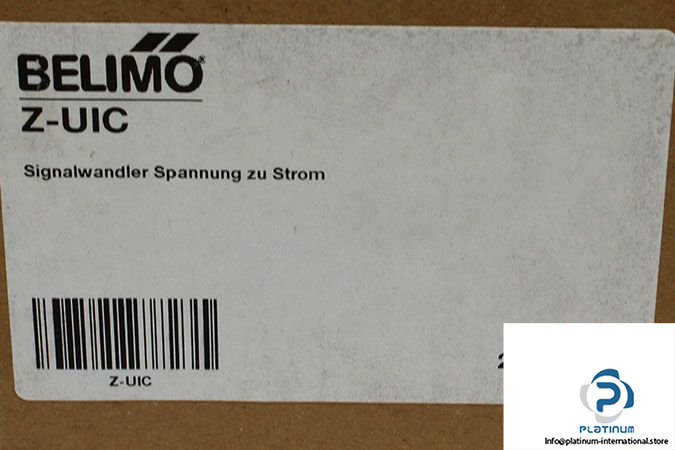 BELIMO
Z-UIC
Signalwandler Spannung zu Strom
Z-UIC
PLATINUM
Info@platinum-international.store